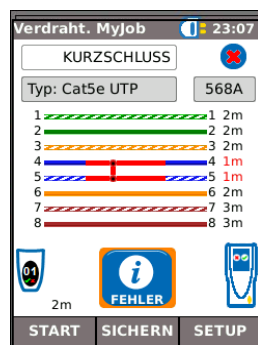 Verdraht. MyJob 23:07
KURZSCHLUSS
Typ: Cat5e UTP 568A
1 1 2m
2 2 2m
3 3 2m
4 4 1m
5 5 1m
6 6 2m
7 7 3m
8 8 3m
01
2m
i
FEHLER
START SICHERN SETUP